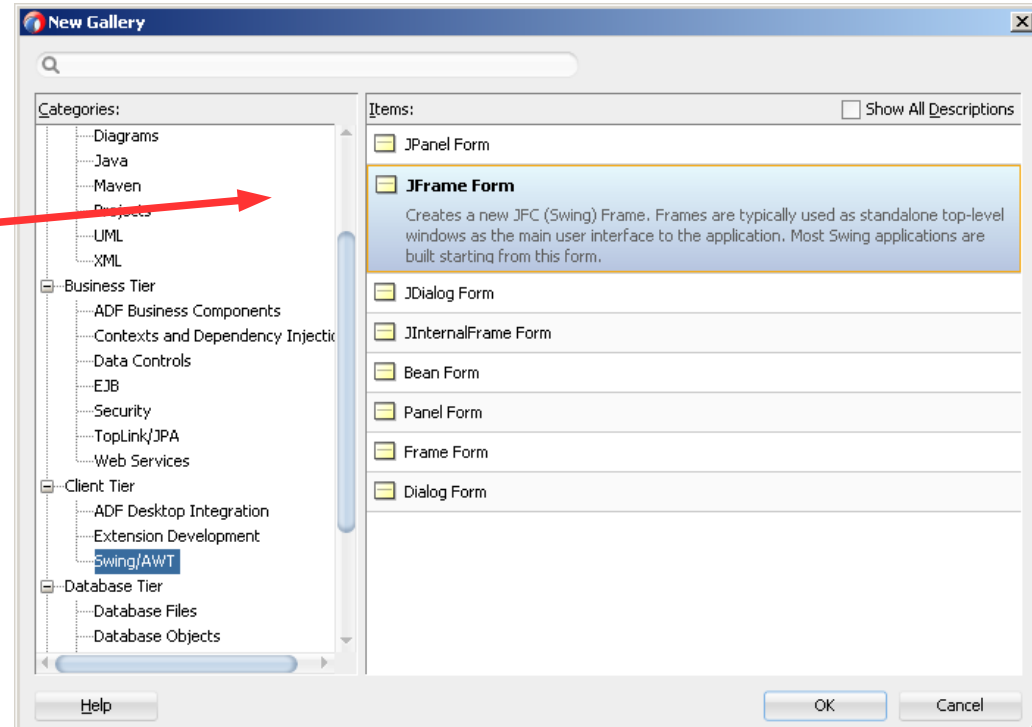 New Gallery
Categories:
Diagrams
Java
Maven
Projects
UML
XML
Business Tier
ADF Business Components
Contexts and Dependency Injectio
Data Controls
EJB
Security
TopLink/JPA
Web Services
Client Tier
ADF Desktop Integration
Extension Development
Swing/AWT
Database Tier
Database Files
Database Objects
Items:
Show All Descriptions
JPanel Form
JFrame Form
Creates a new JFC (Swing) Frame. Frames are typically used as standalone top-level
windows as the main user interface to the application. Most Swing applications are
built starting from this form.
JDialog Form
JInternalFrame Form
Bean Form
Panel Form
Frame Form
Dialog Form
Help
OK
Cancel